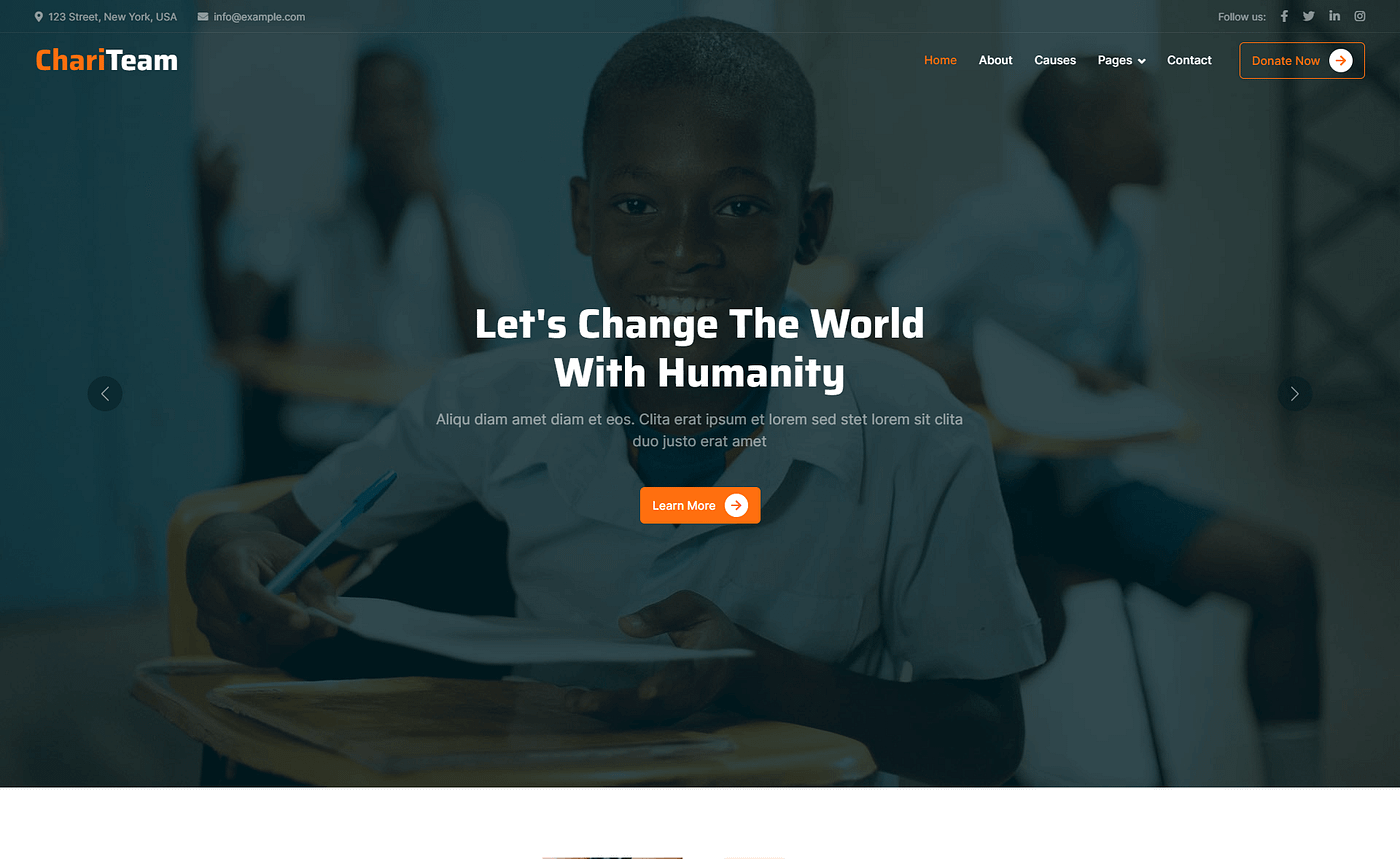 123 Street, New York, USA info@example.com Follow us:
ChariTeam Home About Causes Pages Contact Donate Now
Let's Change The World
With Humanity
Aliqu diam amet diam et eos. Clita erat ipsum et lorem sed stet lorem sit clita
duo justo erat amet
Learn More